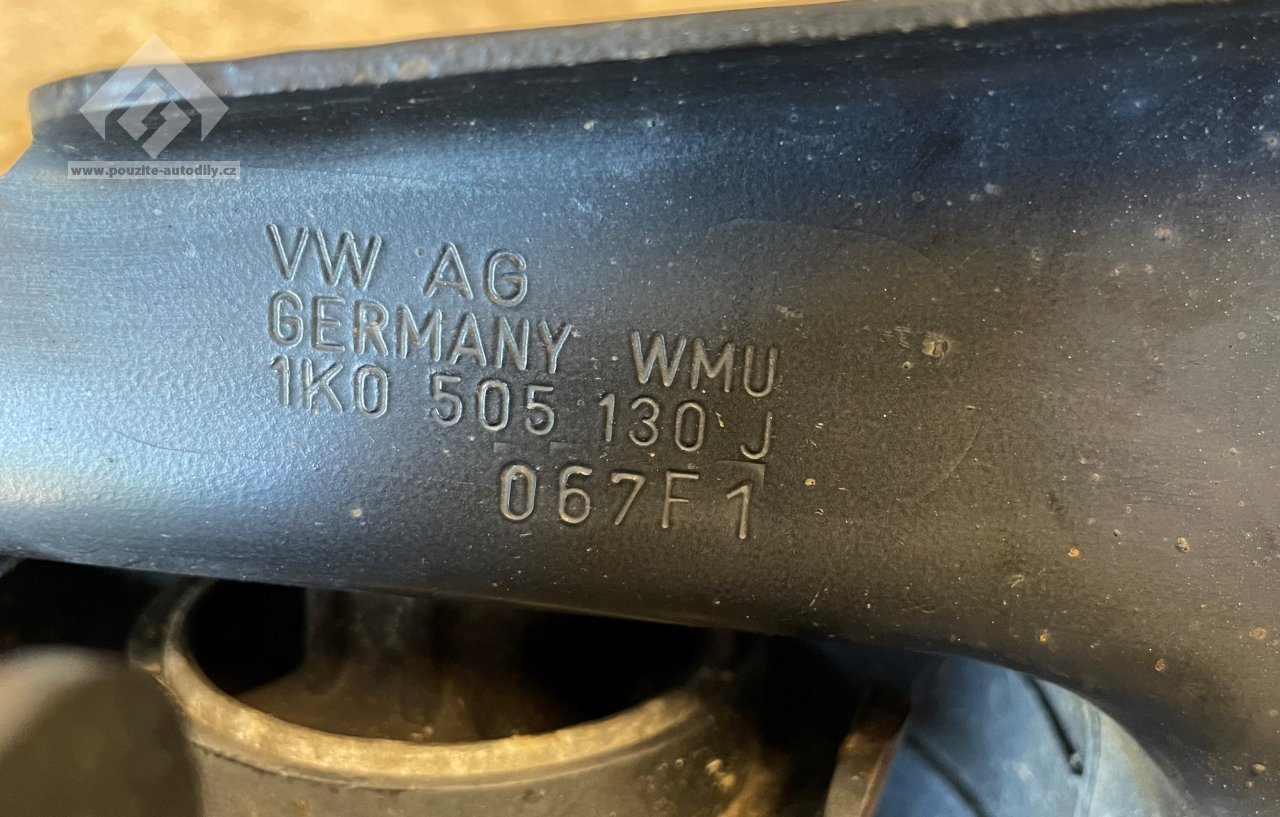 www.pouzite-autodily.cz
VW AG
GERMANY WMU
1K0 505 130 J
067F1